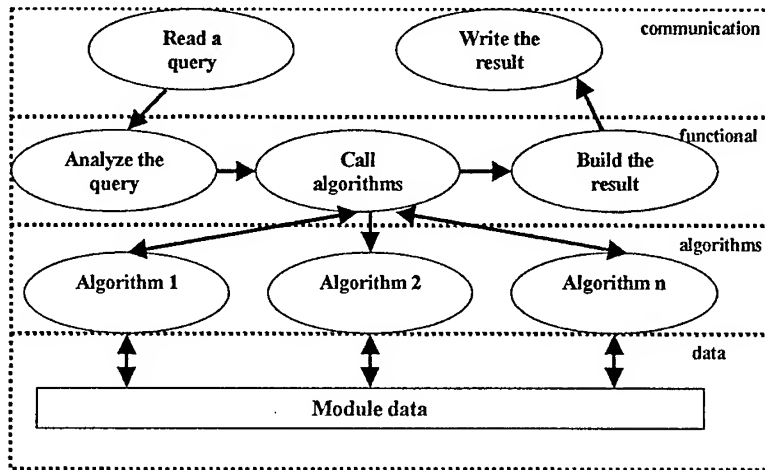 Read a
query
Write the
result
communication
functional
Analyze the
query
Call
algorithms
Build the
result
algorithms
Algorithm 1
Algorithm 2
Algorithm n
data
Module data